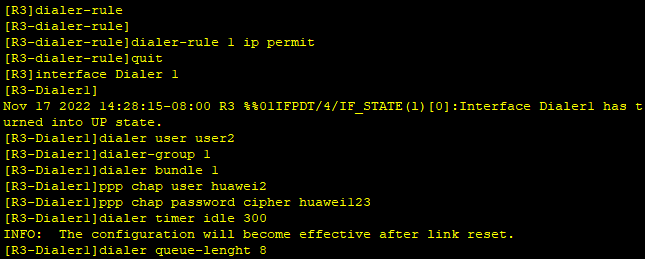 [R3]dialer-rule
[R3-dialer-rule]
[R3-dialer-rule]dialer-rule 1 ip permit
[R3-dialer-rule]quit
[R3]interface Dialer 1
[R3-Dialer1]
Nov 17 2022 14:28:15-08:00 R3 %%01IFPDT/4/IF_STATE(l)[0]:Interface Dialer1 has t
urned into UP state.
[R3-Dialer1]dialer user user2
[R3-Dialer1]dialer-group 1
[R3-Dialer1]dialer bundle 1
[R3-Dialer1]ppp chap user huawei2
[R3-Dialer1]ppp chap password cipher huawei123
[R3-Dialer1]dialer timer idle 300
INFO:  The configuration will become effective after link reset.
[R3-Dialer1]dialer queue-lenght 8